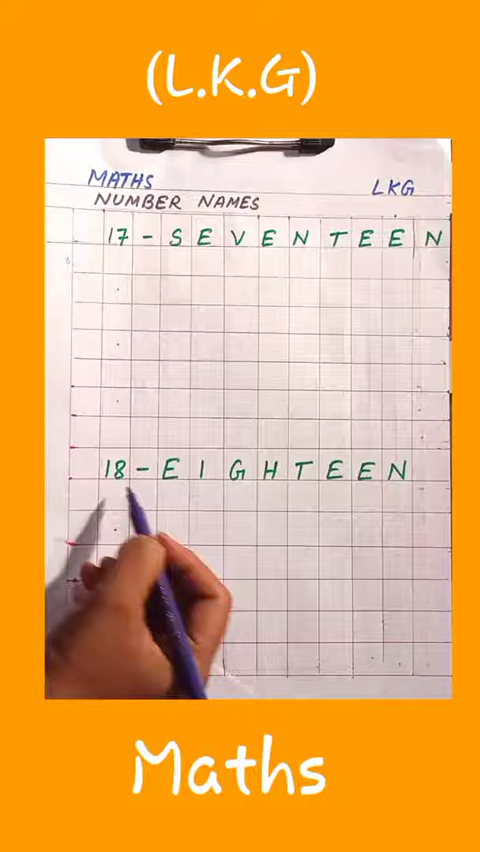 (L.K.G)
MATHS LKG
NUMBER NAMES
17 - SEVENTEEN
18 - EIGHTEEN
Maths